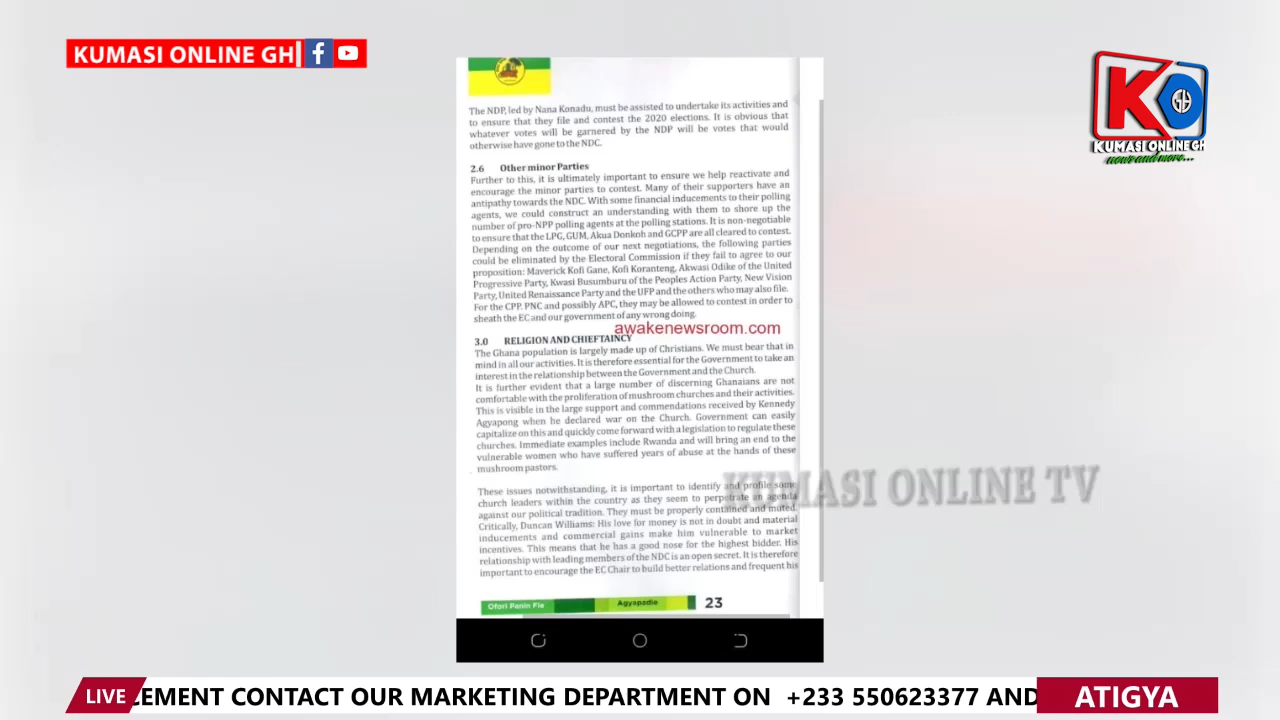 KUMASI ONLINE GH
KO
GH
KUMASI ONLINE GH
news and more...
The NDP, led by Nana Konadu, must be assisted to undertake its activities and
to ensure that they file and contest the 2020 elections. It is obvious that
whatever votes will be garnered by the NDP will be votes that would
otherwise have gone to the NDC.
2.6 Other minor Parties
Further to this, it is ultimately important to ensure we help reactivate and
encourage the minor parties to contest. Many of their supporters have an
antipathy towards the NDC. With some financial inducements to their polling
agents, we could construct an understanding with them to shore up the
number of pro-NPP polling agents at the polling stations. It is non-negotiable
to ensure that the LPG, GUM, Akua Donkoh and GCPP are all cleared to contest.
Depending on the outcome of our next negotiations, the following parties
could be eliminated by the Electoral Commission if they fail to agree to our
proposition: Maverick Kofi Gane, Kofi Koranteng, Akwasi Odike of the United
Progressive Party, Kwasi Busumburu of the Peoples Action Party, New Vision
Party, United Renaissance Party and the UFP and the others who may also file.
For the CPP. PNC and possibly APC, they may be allowed to contest in order to
sheath the EC and our government of any wrong doing.
awakenewsroom.com
3.0 RELIGION AND CHIEFTAINCY
The Ghana population is largely made up of Christians. We must bear that in
mind in all our activities. It is therefore essential for the Government to take an
interest in the relationship between the Government and the Church.
It is further evident that a large number of discerning Ghanaians are not
comfortable with the proliferation of mushroom churches and their activities.
This is visible in the large support and commendations received by Kennedy
Agyapong when be declared war on the Church. Government can easily
capitalize on this and quickly come forward with a legislation to regulate these
churches. Immediate examples include Rwanda and will bring an end to the
vulnerable women who have suffered years of abuse at the hands of these
mushroom pastors.
KUMASI ONLINE TV
These issues notwithstanding, it is important to identify and profile some
church leaders within the country as they seem to perpetrate an agenda
against our political tradition. They must be properly contained and muted.
Critically, Duncan Williams: His love for money is not in doubt and material
inducements and commercial gains make him vulnerable to market
incentives. This means that he has a good nose for the highest bidder. His
relationship with leading members of the NDC is an open secret. It is therefore
important to encourage the EC Chair to build better relations and frequent his
Ofori Panin Fie Agyapadie 23
LIVE CEMENT CONTACT OUR MARKETING DEPARTMENT ON +233 550623377 AND ATIGYA